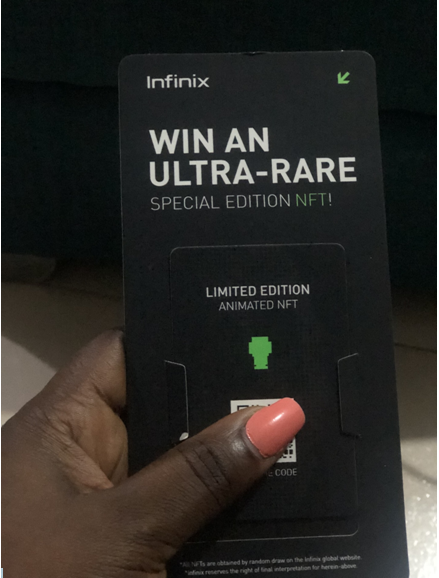 Infinix
WIN AN
ULTRA-RARE
SPECIAL EDITION NFT!
LIMITED EDITION
ANIMATED NFT
CODE
*All NFTs are obtained by random draw on the Infinix global website.
*Infinix reserves the right of final interpretation for herein-above.